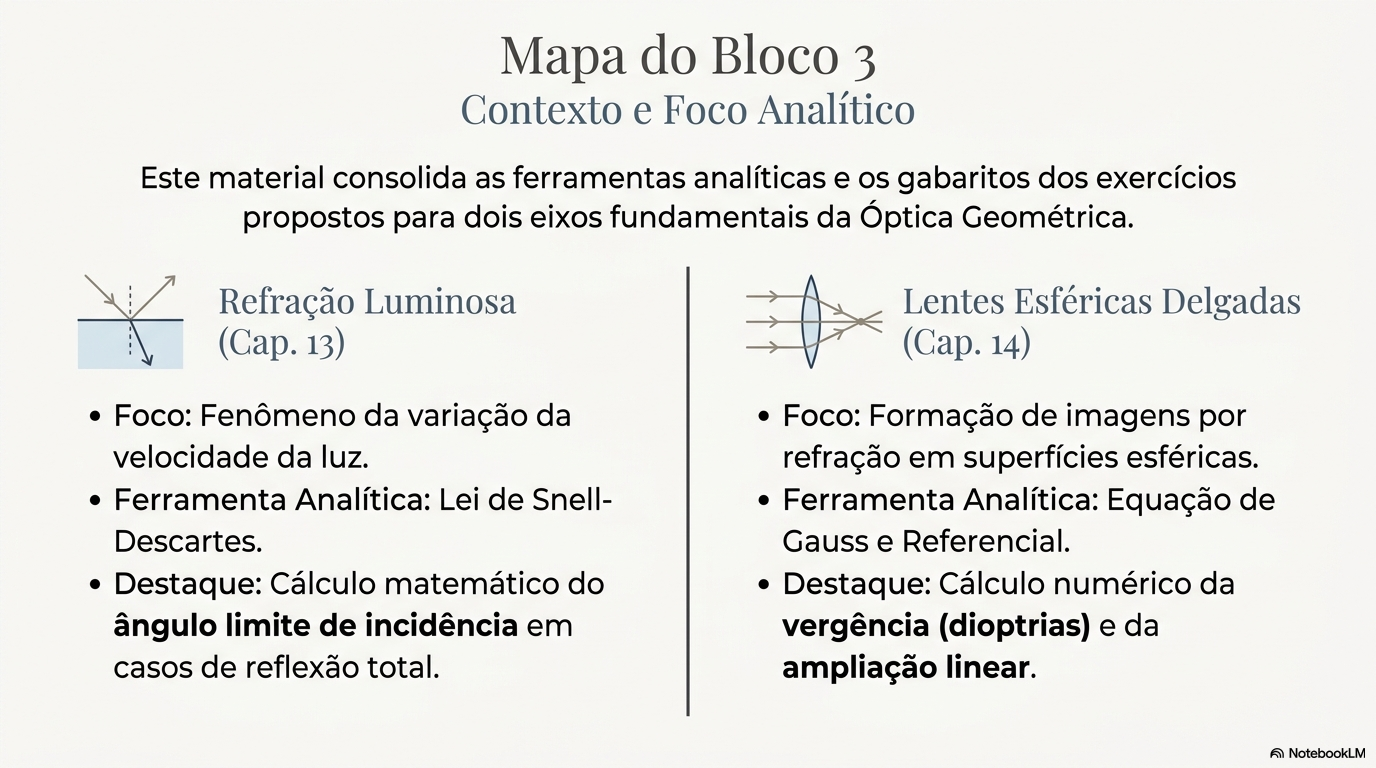 Mapa do Bloco 3
Contexto e Foco Analítico
Este material consolida as ferramentas analíticas e os gabaritos dos exercícios
propostos para dois eixos fundamentais da Óptica Geométrica.
Refração Luminosa
(Cap. 13)
• Foco: Fenômeno da variação da
velocidade da luz.
• Ferramenta Analítica: Lei de Snell-
Descartes.
• Destaque: Cálculo matemático do
ângulo limite de incidência em
casos de reflexão total.
Lentes Esféricas Delgadas
(Cap. 14)
• Foco: Formação de imagens por
refração em superfícies esféricas.
• Ferramenta Analítica: Equação de
Gauss e Referencial.
• Destaque: Cálculo numérico da
vergência (dioptrias) e da
ampliação linear.
NotebookLM